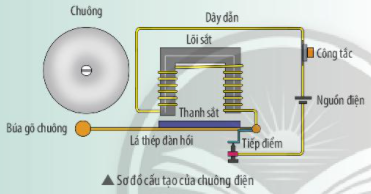 Chuông
Dây dẫn
Lõi sắt
Công tắc
Nguồn điện
Thanh sắt
Búa gõ chuông
Lá thép đàn hồi
Tiếp điểm
▲ Sơ đồ cấu tạo của chuông điện